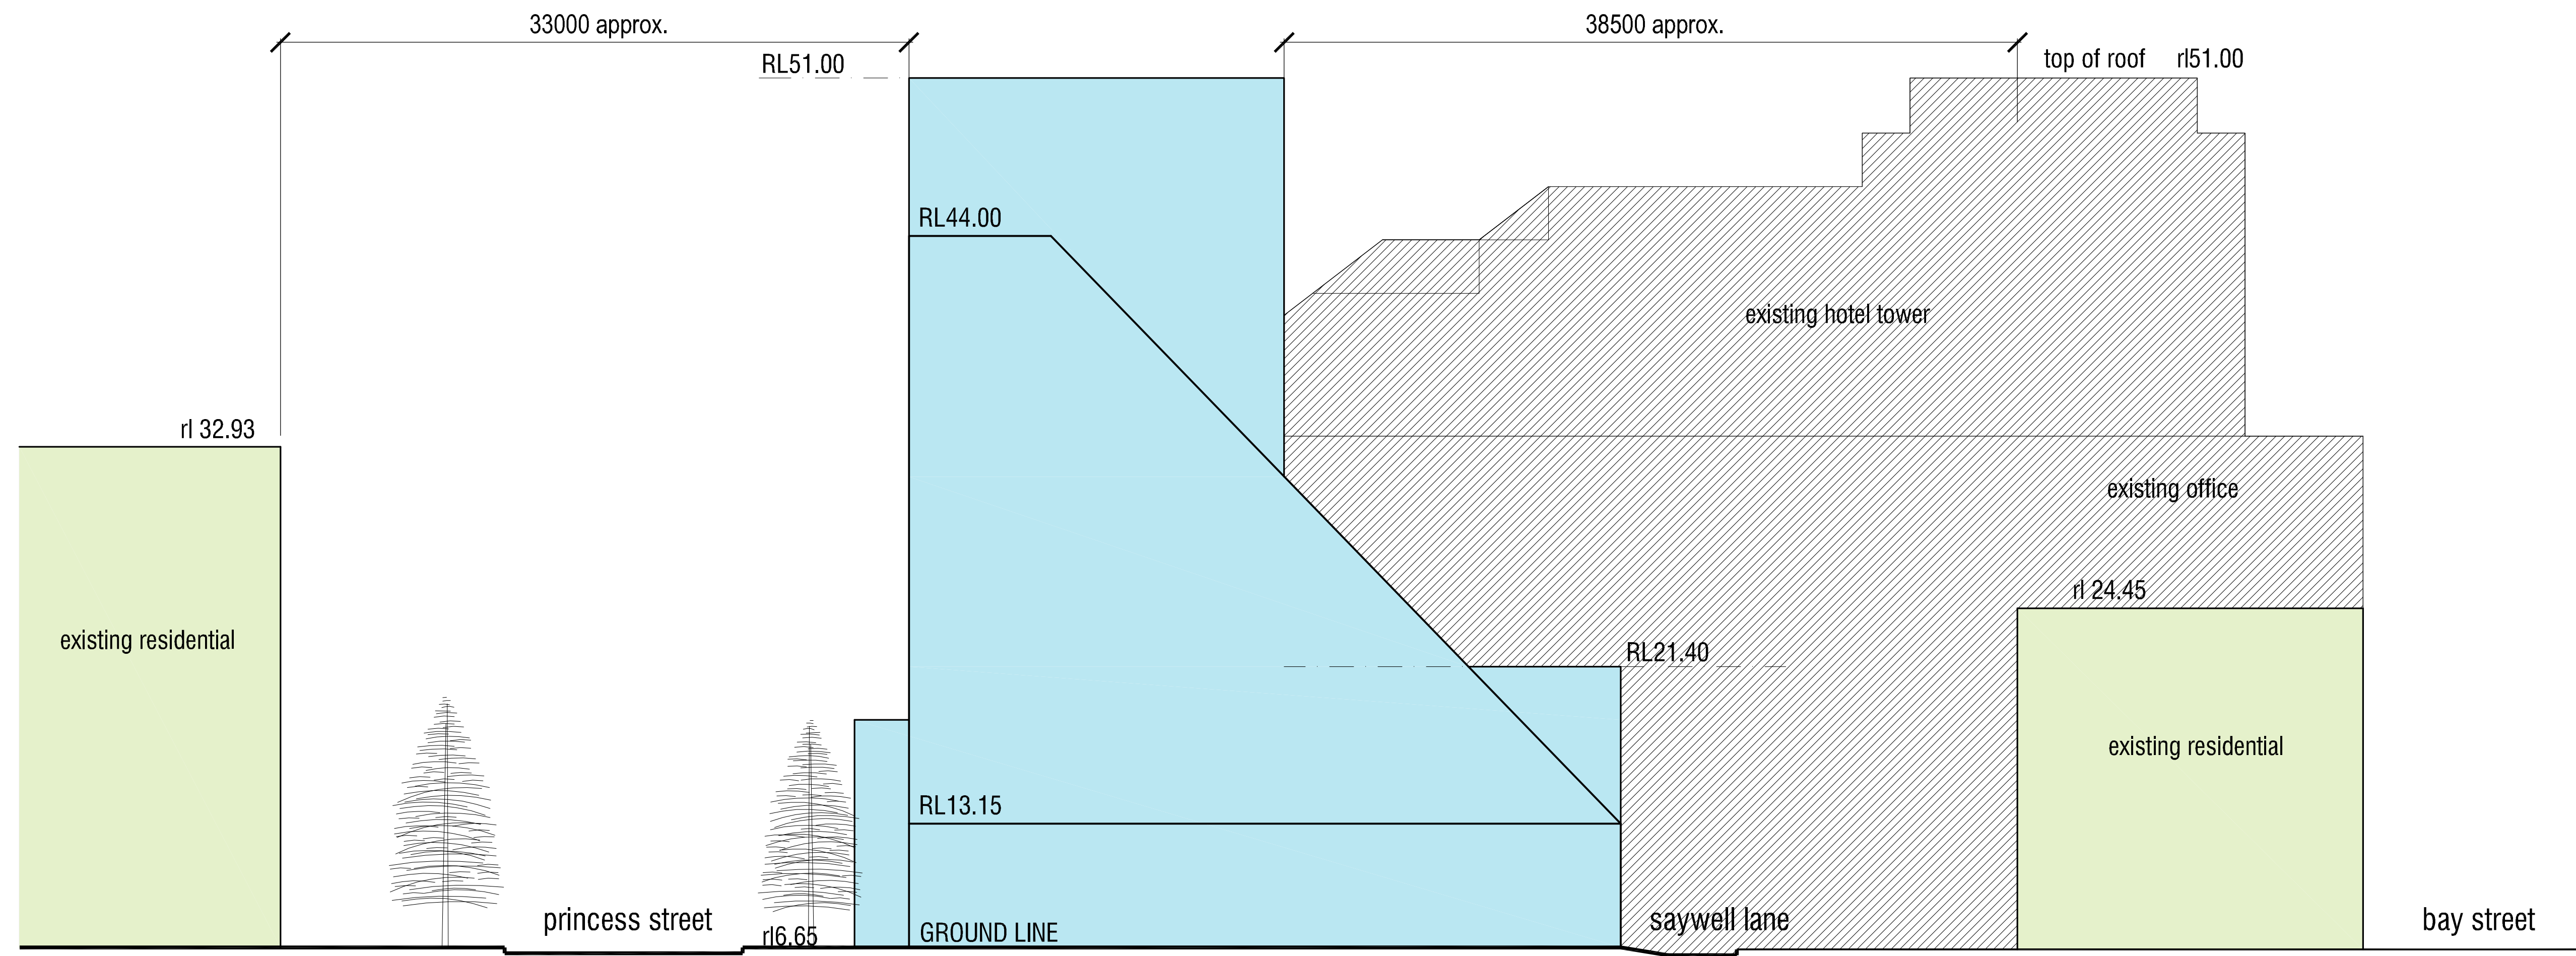 33000 approx.
38500 approx.
RL51.00
top of roof rl51.00
RL44.00
existing hotel tower
rl 32.93
existing office
rl 24.45
existing residential
RL21.40
existing residential
RL13.15
princess street
rl6.65
GROUND LINE
saywell lane
bay street